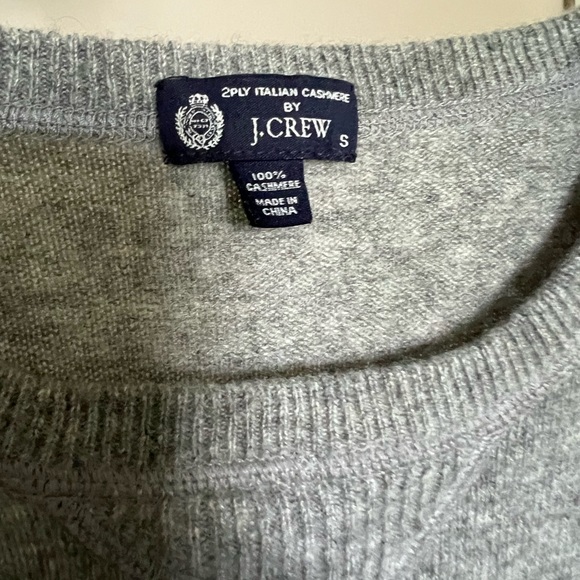 2PLY ITALIAN CASHMERE
BY
J.CREW
S
100%
CASHMERE
MADE IN
CHINA